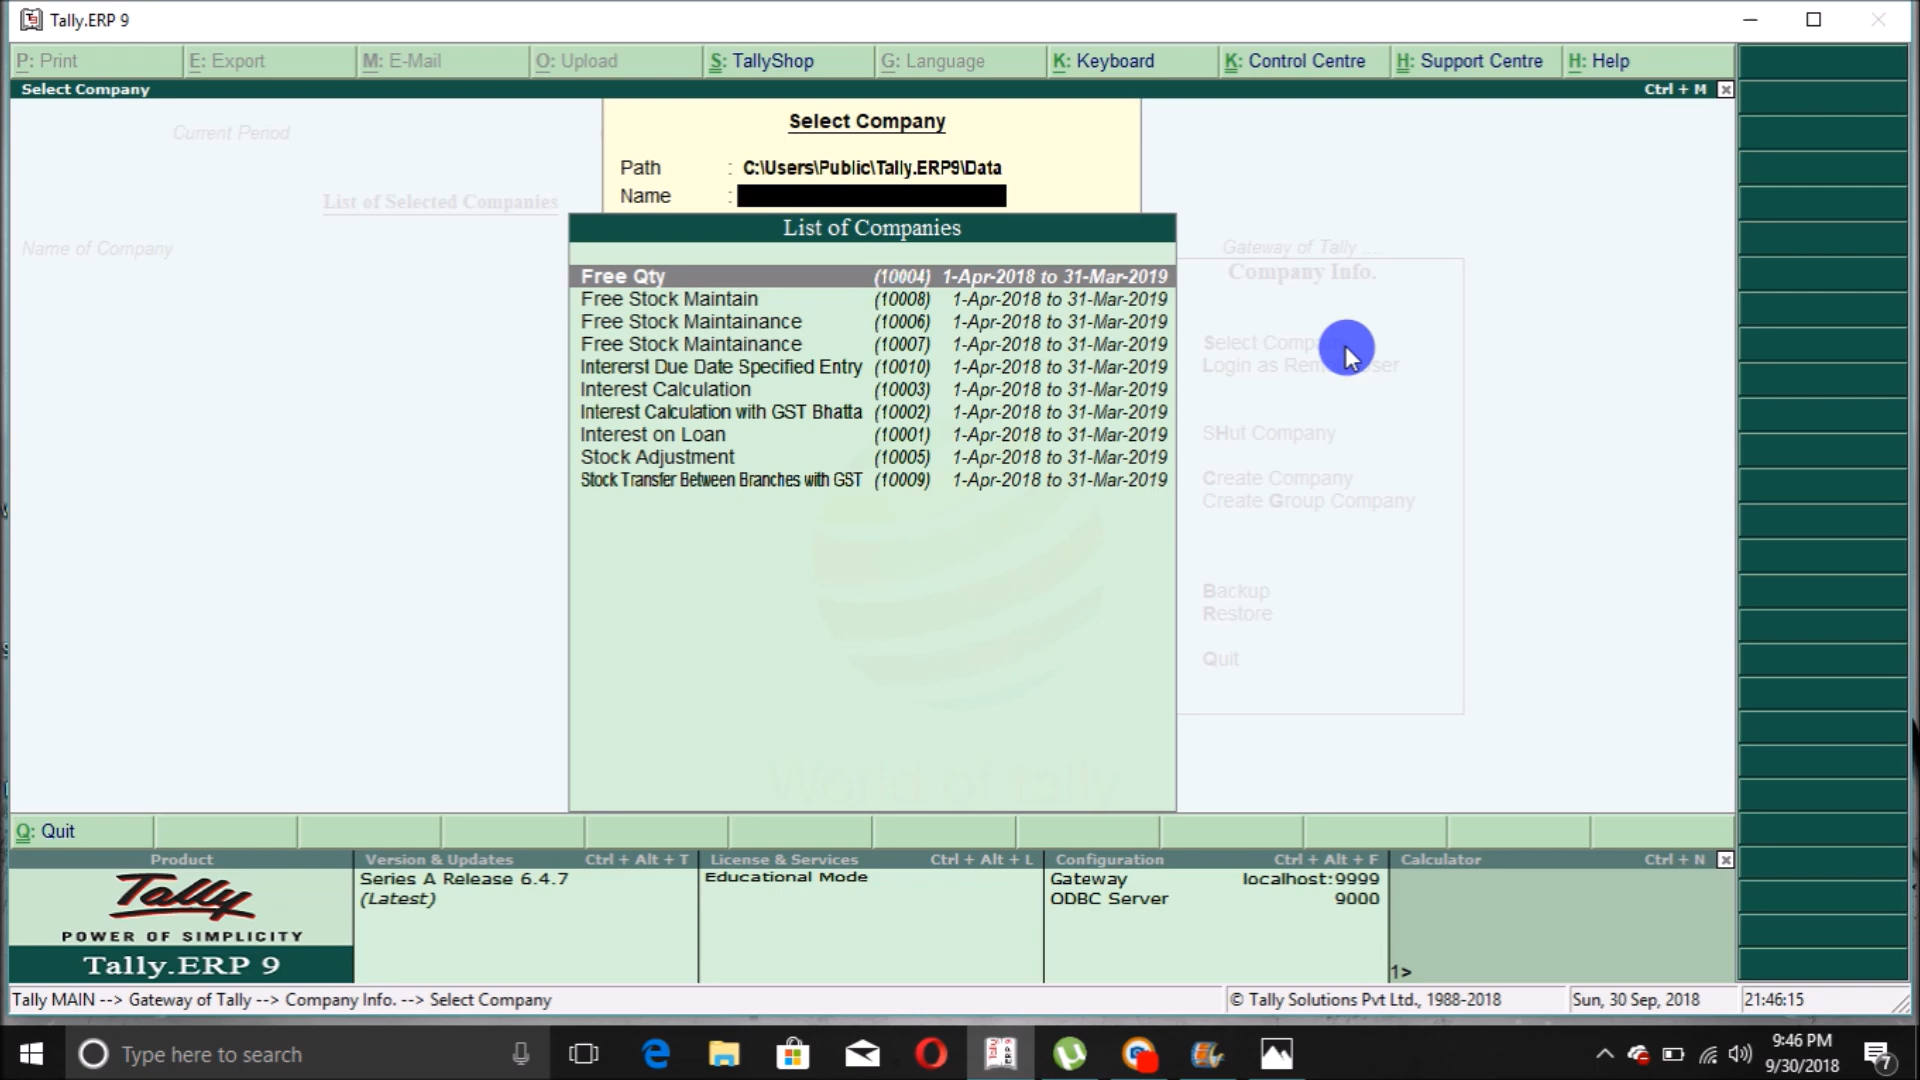 Tally.ERP 9
P: Print
E: Export
M: E-Mail
O: Upload
S: TallyShop
G: Language
K: Keyboard
K: Control Centre
H: Support Centre
H: Help
Select Company
Ctrl + M
Current Period
List of Selected Companies
Name of Company
Select Company
Path : C:\Users\Public\Tally.ERP9\Data
Name :
List of Companies
Free Qty (10004) 1-Apr-2018 to 31-Mar-2019
Free Stock Maintain (10008) 1-Apr-2018 to 31-Mar-2019
Free Stock Maintainance (10006) 1-Apr-2018 to 31-Mar-2019
Free Stock Maintainance (10007) 1-Apr-2018 to 31-Mar-2019
Intererst Due Date Specified Entry (10010) 1-Apr-2018 to 31-Mar-2019
Interest Calculation (10003) 1-Apr-2018 to 31-Mar-2019
Interest Calculation with GST Bhatta (10002) 1-Apr-2018 to 31-Mar-2019
Interest on Loan (10001) 1-Apr-2018 to 31-Mar-2019
Stock Adjustment (10005) 1-Apr-2018 to 31-Mar-2019
Stock Transfer Between Branches with GST (10009) 1-Apr-2018 to 31-Mar-2019
World of tally
Gateway of Tally ....
Company Info.
Select
Login as
SHut Company
Create Company
Create Group Company
Backup
Restore
Quit
Q: Quit
Product
Tally
POWER OF SIMPLICITY
Tally.ERP 9
Version & Updates Ctrl + Alt + T
Series A Release 6.4.7
(Latest)
License & Services Ctrl + Alt + L
Educational Mode
Configuration Ctrl + Alt + F
Gateway localhost:9999
ODBC Server 9000
Calculator Ctrl + N
1>
Tally MAIN --> Gateway of Tally --> Company Info. --> Select Company
© Tally Solutions Pvt Ltd., 1988-2018
Sun, 30 Sep, 2018
21:46:15
Type here to search
9:46 PM
9/30/2018
7